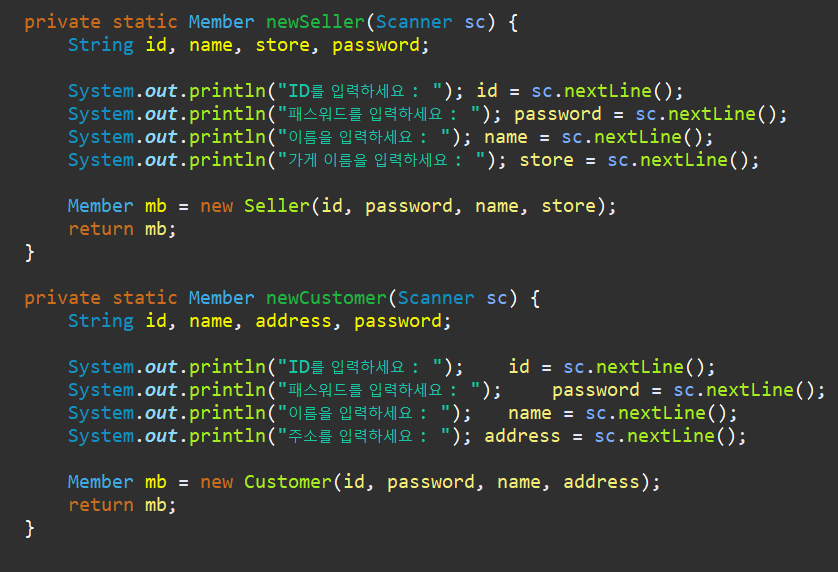 private static Member newSeller(Scanner sc) {
    String id, name, store, password;
    System.out.println("ID를 입력하세요 : "); id = sc.nextLine();
    System.out.println("패스워드를 입력하세요 : "); password = sc.nextLine();
    System.out.println("이름을 입력하세요 : "); name = sc.nextLine();
    System.out.println("가게 이름을 입력하세요 : "); store = sc.nextLine();
    Member mb = new Seller(id, password, name, store);
    return mb;
}
private static Member newCustomer(Scanner sc) {
    String id, name, address, password;
    System.out.println("ID를 입력하세요 : ");    id = sc.nextLine();
    System.out.println("패스워드를 입력하세요 : ");    password = sc.nextLine();
    System.out.println("이름을 입력하세요 : ");   name = sc.nextLine();
    System.out.println("주소를 입력하세요 : "); address = sc.nextLine();
    Member mb = new Customer(id, password, name, address);
    return mb;
}